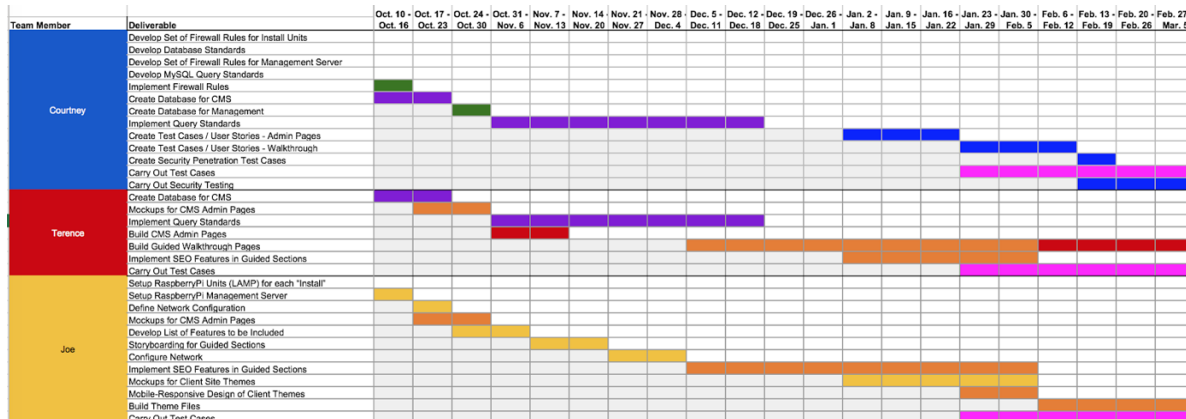 Oct. 10 - Oct. 17 - Oct. 24 - Oct. 31 - Nov. 7 - Nov. 14 - Nov. 21 - Nov. 28 - Dec. 5 - Dec. 12 - Dec. 19 - Dec. 26 - Jan. 2 - Jan. 9 - Jan. 16 - Jan. 23 - Jan. 30 - Feb. 6 - Feb. 13 - Feb. 20 - Feb. 27
Team Member Deliverable Oct. 16 Oct. 23 Oct. 30 Nov. 6 Nov. 13 Nov. 20 Nov. 27 Dec. 4 Dec. 11 Dec. 18 Dec. 25 Jan. 1 Jan. 8 Jan. 15 Jan. 22 Jan. 29 Feb. 5 Feb. 12 Feb. 19 Feb. 26 Mar. 5
Courtney
Develop Set of Firewall Rules for Install Units
Develop Database Standards
Develop Set of Firewall Rules for Management Server
Develop MySQL Query Standards
Implement Firewall Rules
Create Database for CMS
Create Database for Management
Implement Query Standards
Create Test Cases / User Stories - Admin Pages
Create Test Cases / User Stories - Walkthrough
Create Security Penetration Test Cases
Carry Out Test Cases
Carry Out Security Testing
Terence
Create Database for CMS
Mockups for CMS Admin Pages
Implement Query Standards
Build CMS Admin Pages
Build Guided Walkthrough Pages
Implement SEO Features in Guided Sections
Carry Out Test Cases
Joe
Setup RaspberryPi Units (LAMP) for each "Install"
Setup RaspberryPi Management Server
Define Network Configuration
Mockups for CMS Admin Pages
Develop List of Features to be Included
Storyboarding for Guided Sections
Configure Network
Implement SEO Features in Guided Sections
Mockups for Client Site Themes
Mobile-Responsive Design of Client Themes
Build Theme Files
Carry Out Test Cases